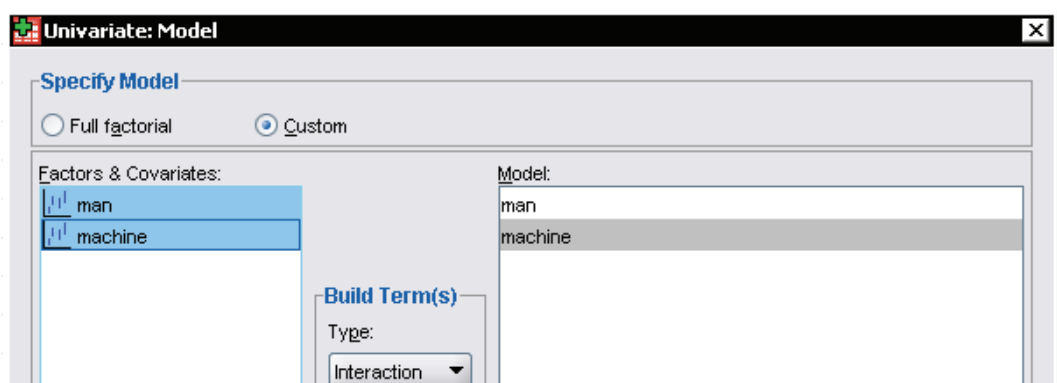 Univariate: Model
Specify Model
Full factorial
Custom
Factors & Covariates:
man
machine
Model:
man
machine
Build Term(s)
Type:
Interaction